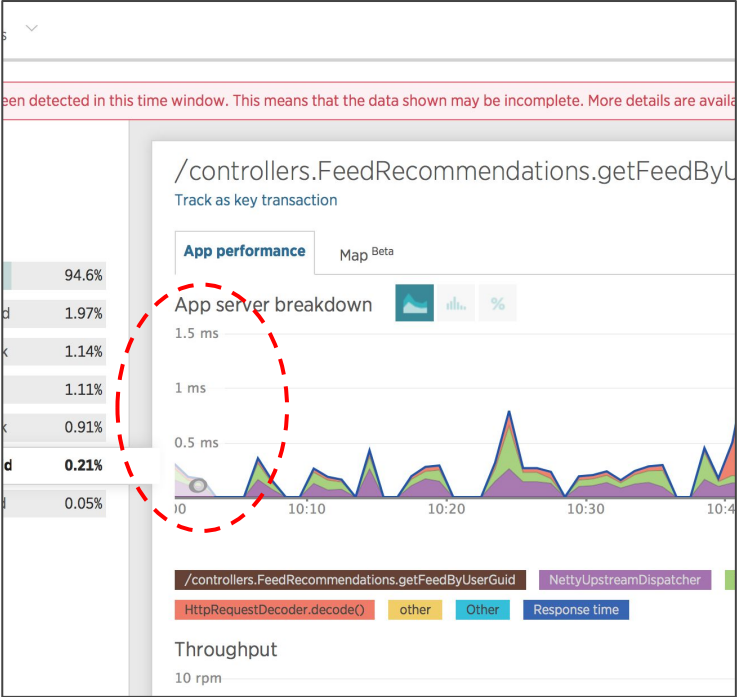 s
een detected in this time window. This means that the data shown may be incomplete. More details are availa
/controllers.FeedRecommendations.getFeedByU
Track as key transaction
App performance
Map Beta
94.6%
d 1.97%
k 1.14%
1.11%
k 0.91%
d 0.21%
d 0.05%
App server breakdown
%
1.5 ms
1 ms
0.5 ms
00 10:10 10:20 10:30 10:4
/controllers.FeedRecommendations.getFeedByUserGuid NettyUpstreamDispatcher
HttpRequestDecoder.decode() other Other Response time
Throughput
10 rpm